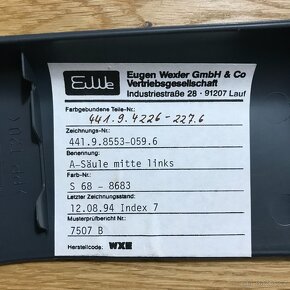 EuWe
Eugen Wexler GmbH & Co
Vertriebsgesellschaft
Industriestraße 28 · 91207 Lauf
Farbgebundene Teile-Nr.:
441.9.4226-227.6
Zeichnungs-Nr.:
441.9.8553-059.6
Benennung:
A-Säule mitte links
Farb-Nr.:
S 68 - 8683
Letzter Zeichnungsstand:
12.08.94 Index 7
Musterprüfbericht Nr.:
7507 B
Herstellcode: WXE